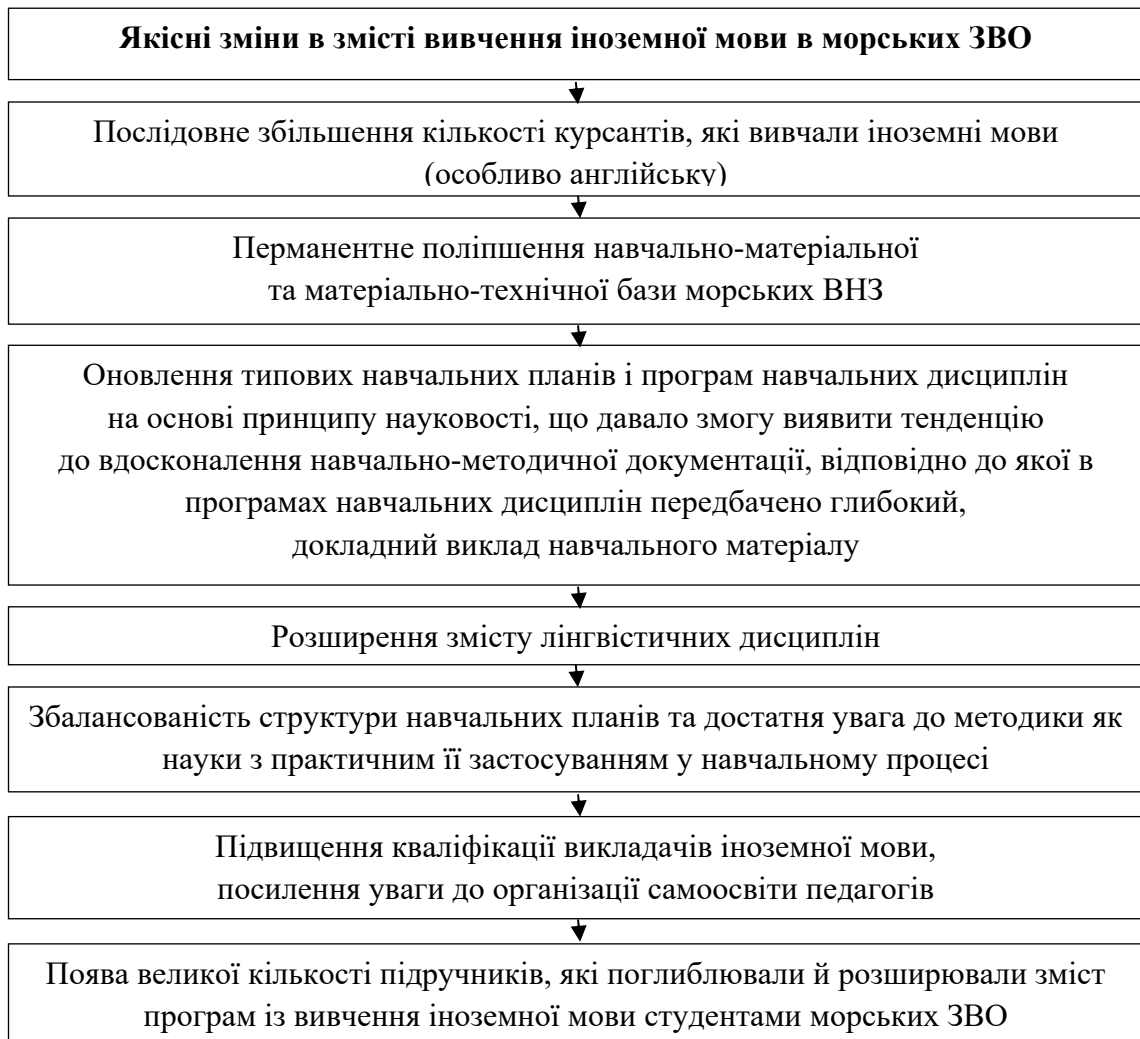 Якісні зміни в змісті вивчення іноземної мови в морських ЗВО
Послідовне збільшення кількості курсантів, які вивчали іноземні мови
(особливо англійську)
Перманентне поліпшення навчально-матеріальної
та матеріально-технічної бази морських ВНЗ
Оновлення типових навчальних планів і програм навчальних дисциплін
на основі принципу науковості, що давало змогу виявити тенденцію
до вдосконалення навчально-методичної документації, відповідно до якої в
програмах навчальних дисциплін передбачено глибокий,
докладний виклад навчального матеріалу
Розширення змісту лінгвістичних дисциплін
Збалансованість структури навчальних планів та достатня увага до методики як
науки з практичним її застосуванням у навчальному процесі
Підвищення кваліфікації викладачів іноземної мови,
посилення уваги до організації самоосвіти педагогів
Поява великої кількості підручників, які поглиблювали й розширювали зміст
програм із вивчення іноземної мови студентами морських ЗВО